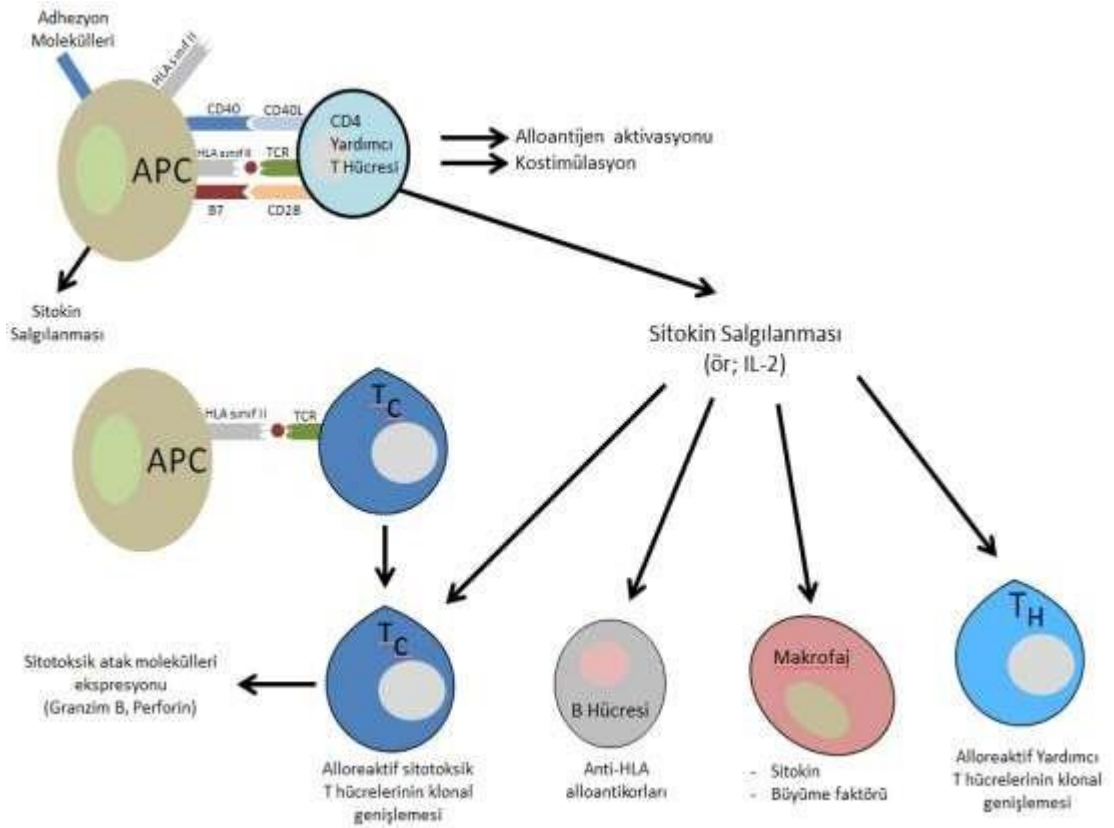 Adhezyon
Molekülleri
HLA sınıf II
CD40 CD40L
HLA sınıf II TCR
B7 CD28
APC
CD4
Yardımcı
T Hücresi
Alloantijen aktivasyonu
Kostimülasyon
Sitokin
Salgılanması
Sitokin Salgılanması
(ör; IL-2)
HLA sınıf II TCR
APC
TC
TC
Sitotoksik atak molekülleri
ekspresyonu
(Granzim B, Perforin)
Alloreaktif sitotoksik
T hücrelerinin klonal
genişlemesi
B Hücresi
Anti-HLA
alloantikorları
Makrofaj
- Sitokin
- Büyüme faktörü
TH
Alloreaktif Yardımcı
T hücrelerinin klonal
genişlemesi